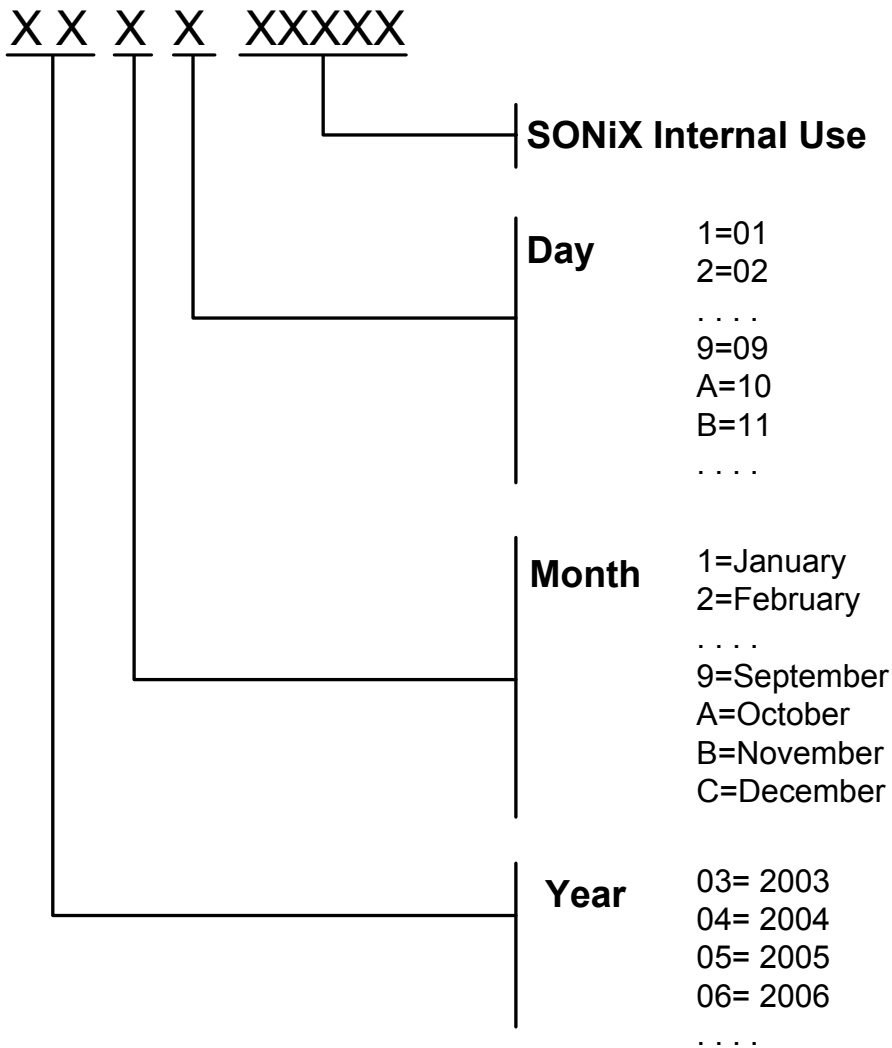 X X X X XXXXX
SONiX Internal Use
Day
1=01
2=02
. . . .
9=09
A=10
B=11
. . . .
Month
1=January
2=February
. . . .
9=September
A=October
B=November
C=December
Year
03= 2003
04= 2004
05= 2005
06= 2006
. . . .